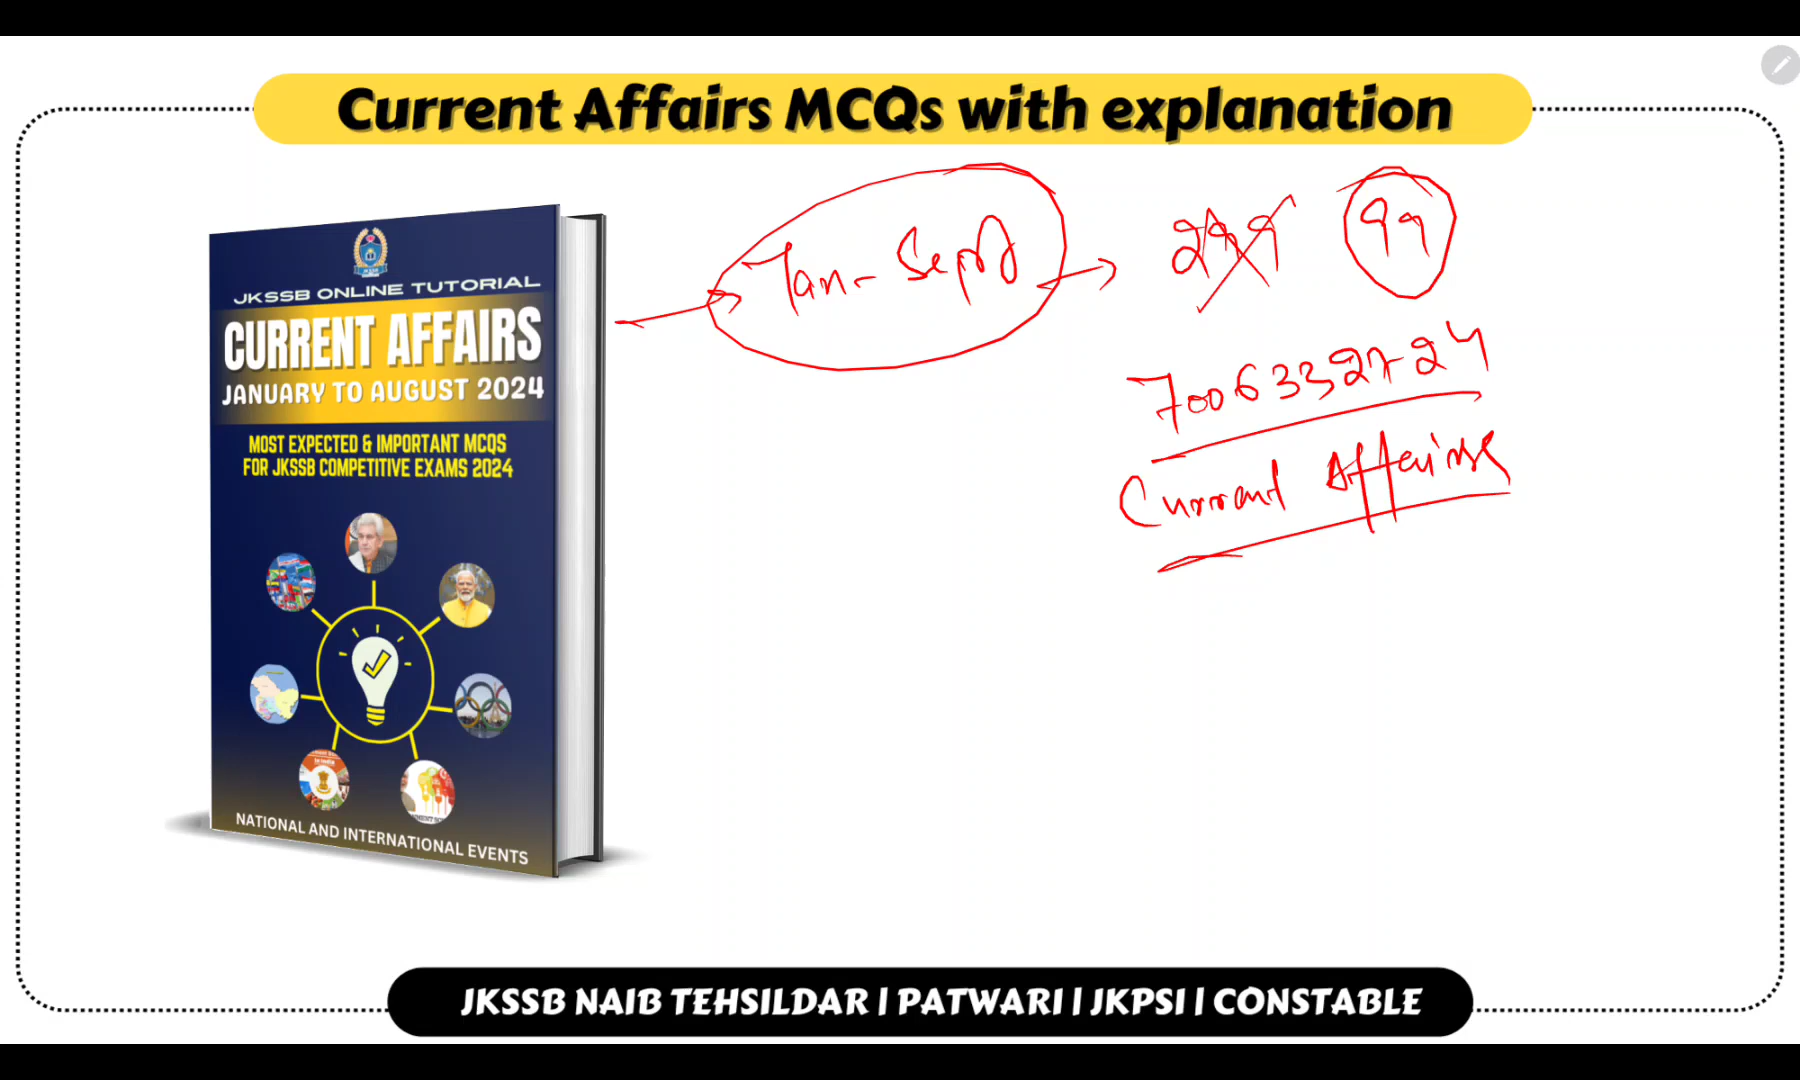 Current Affairs MCQs with explanation
JKSSB ONLINE TUTORIAL
CURRENT AFFAIRS
JANUARY TO AUGUST 2024
MOST EXPECTED & IMPORTANT MCQS
FOR JKSSB COMPETITIVE EXAMS 2024
NATIONAL AND INTERNATIONAL EVENTS
Jan - Sept
299 99
Current Affairs
JKSSB NAIB TEHSILDAR | PATWARI | JKPSI | CONSTABLE